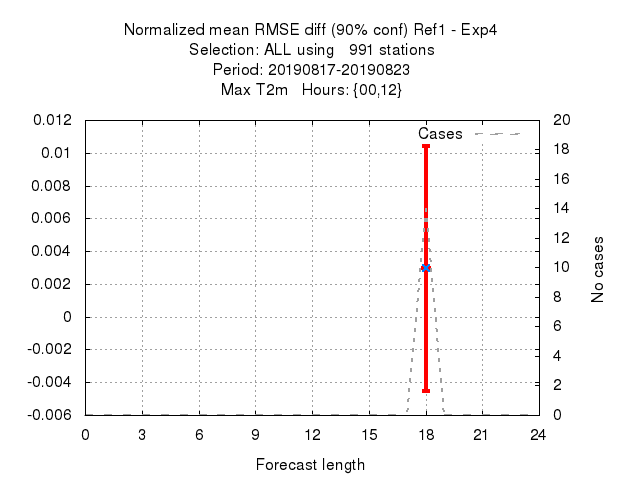 Normalized mean RMSE diff (90% conf) Ref1 - Exp4
Selection: ALL using   991 stations
Period: 20190817-20190823
Max T2m   Hours: {00,12}
Cases
0.012
0.01
0.008
0.006
0.004
0.002
0
-0.002
-0.004
-0.006
20
18
16
14
12
10
8
6
4
2
0
No cases
0 3 6 9 12 15 18 21 24
Forecast length